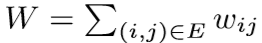 W = ∑_{(i,j)∈E} w_{ij}